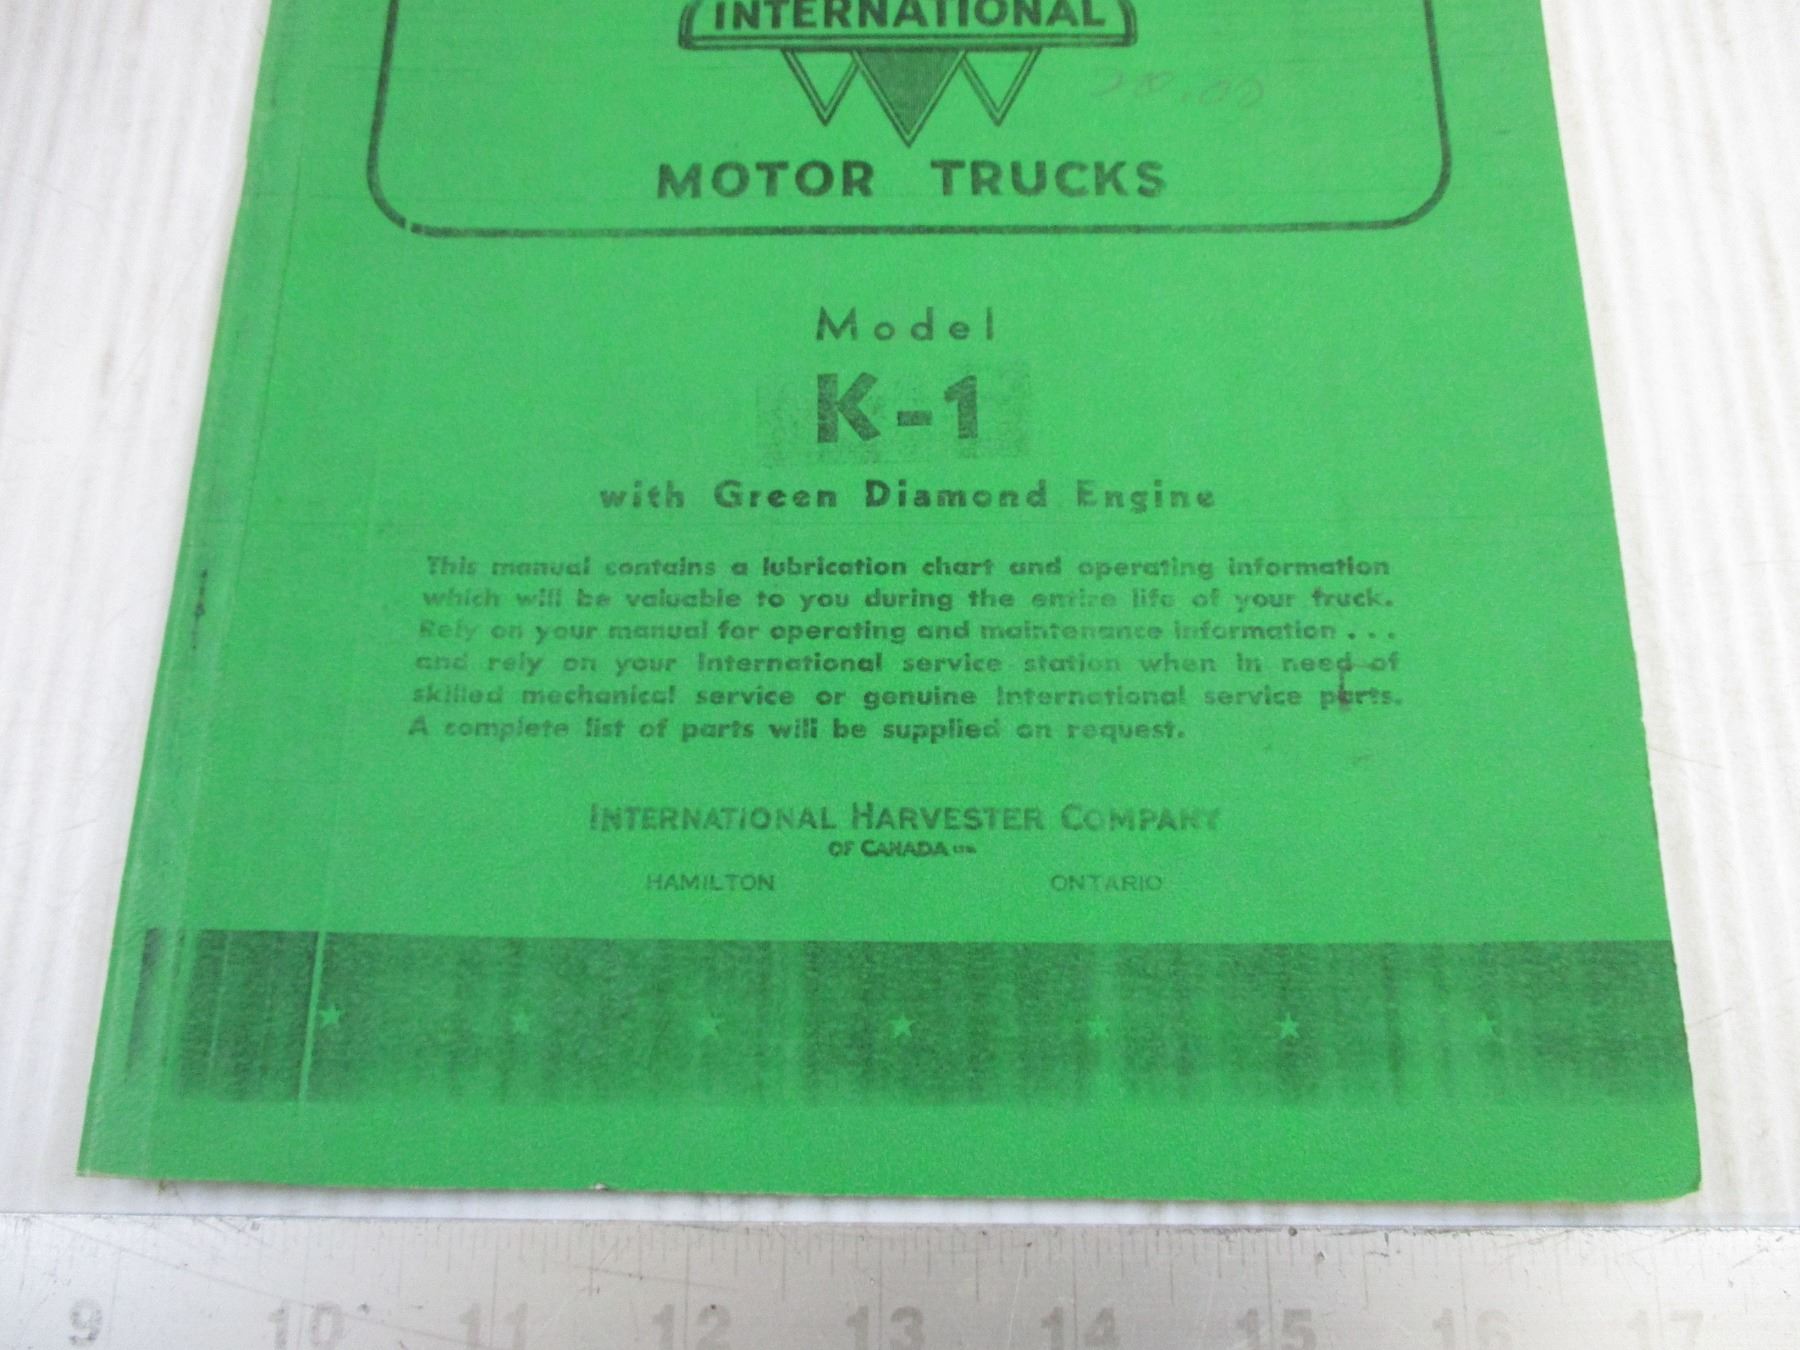 INTERNATIONAL
MOTOR TRUCKS
Model
K-1
with Green Diamond Engine
This manual contains a lubrication chart and operating information
which will be valuable to you during the entire life of your truck.
Rely on your manual for operating and maintenance information . . .
and rely on your International service station when in need of
skilled mechanical service or genuine International service parts.
A complete list of parts will be supplied on request.
INTERNATIONAL HARVESTER COMPANY
OF CANADA LTD.
HAMILTON ONTARIO
9 10 11 12 13 14 15 16 17